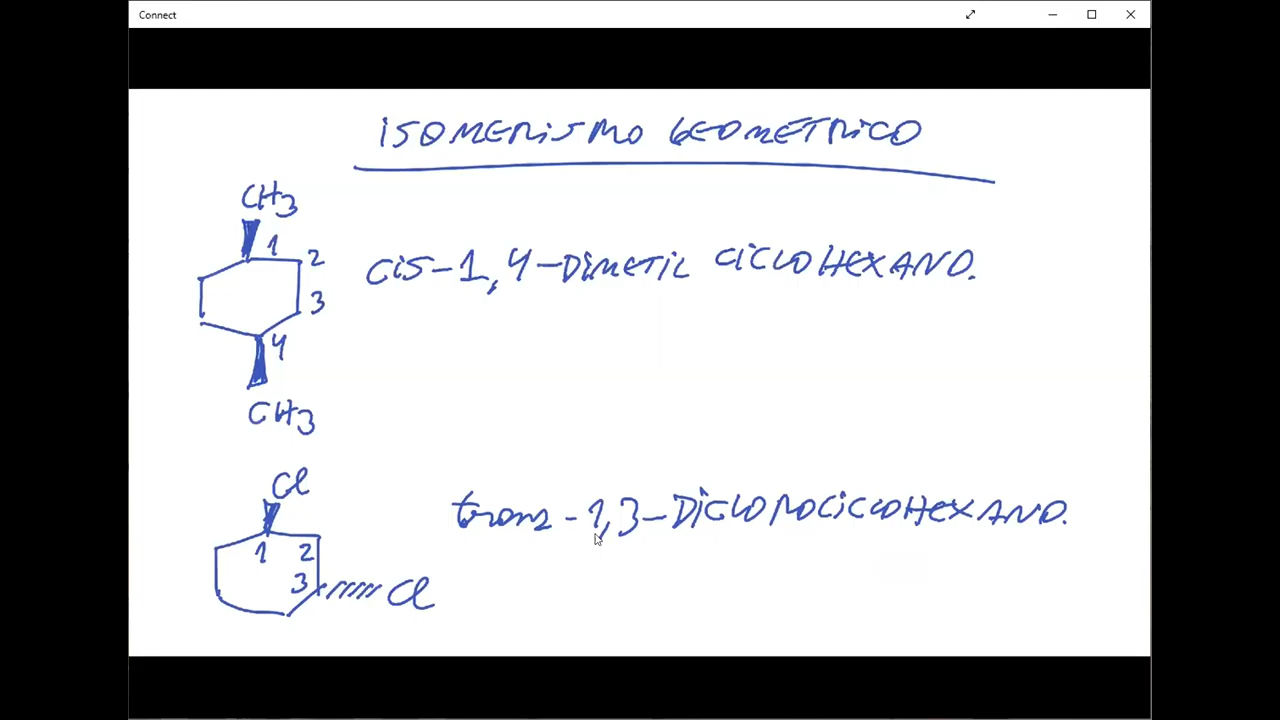 Connect
ISOMERISMO GEOMETRICO
CH3
1
2
3
4
CH3
cis-1,4-DIMETIL CICLOHEXANO.
Cl
1
2
3
Cl
trans-1,3-DICLOROCICLOHEXANO.